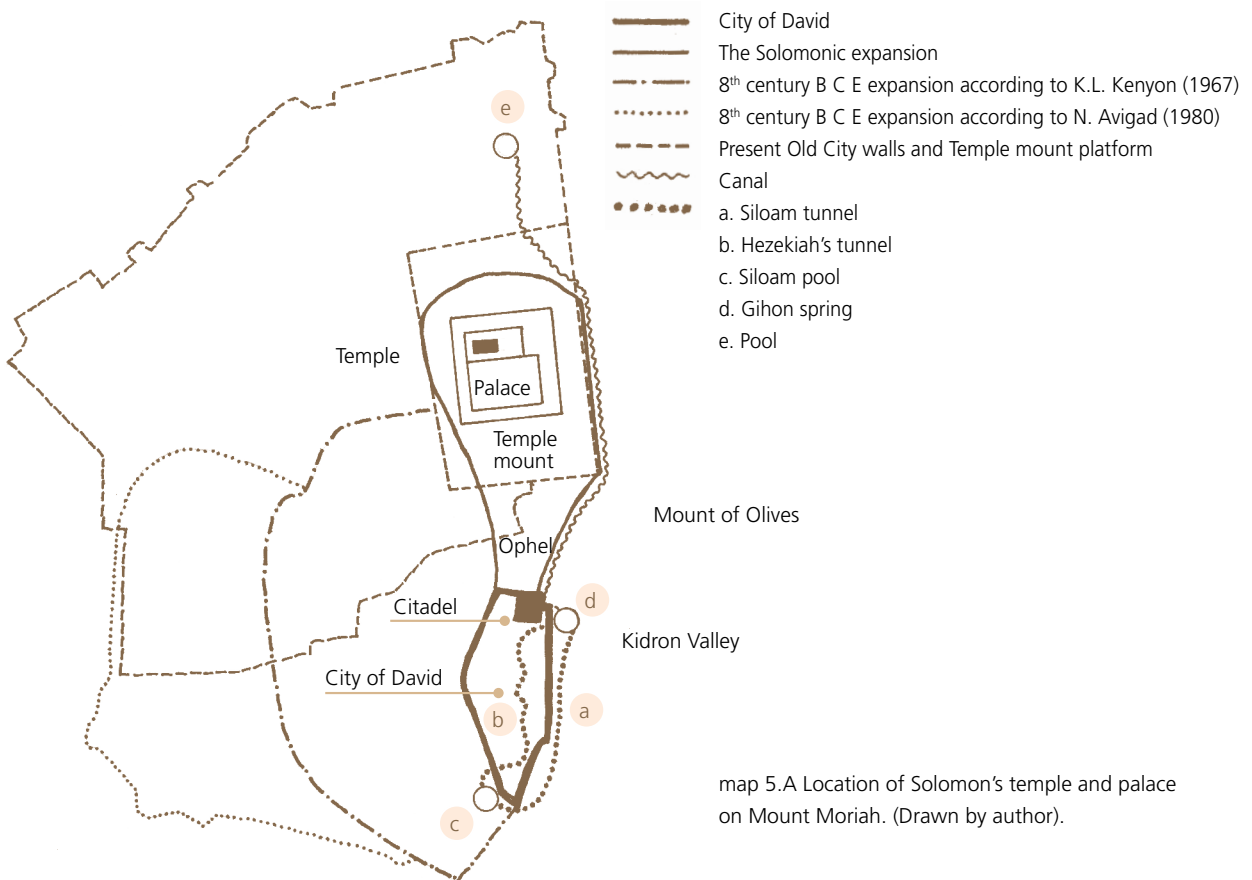 City of David
The Solomonic expansion
8th century B C E expansion according to K.L. Kenyon (1967)
8th century B C E expansion according to N. Avigad (1980)
Present Old City walls and Temple mount platform
Canal
a. Siloam tunnel
b. Hezekiah's tunnel
c. Siloam pool
d. Gihon spring
e. Pool
e
Temple
Palace
Temple
mount
Mount of Olives
Ophel
d
Citadel
Kidron Valley
City of David
b
a
c
map 5.A Location of Solomon's temple and palace
on Mount Moriah. (Drawn by author).